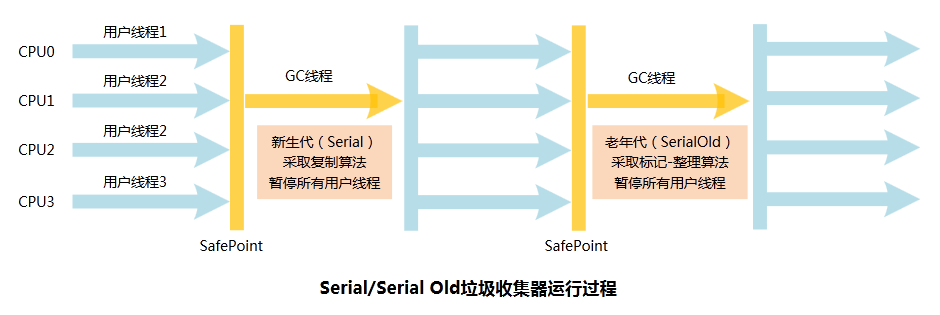 CPU0
用户线程1
CPU1
用户线程2
CPU2
用户线程2
CPU3
用户线程3
SafePoint
GC线程
新生代（Serial）
采取复制算法
暂停所有用户线程
SafePoint
GC线程
老年代（SerialOld）
采取标记-整理算法
暂停所有用户线程
Serial/Serial Old垃圾收集器运行过程